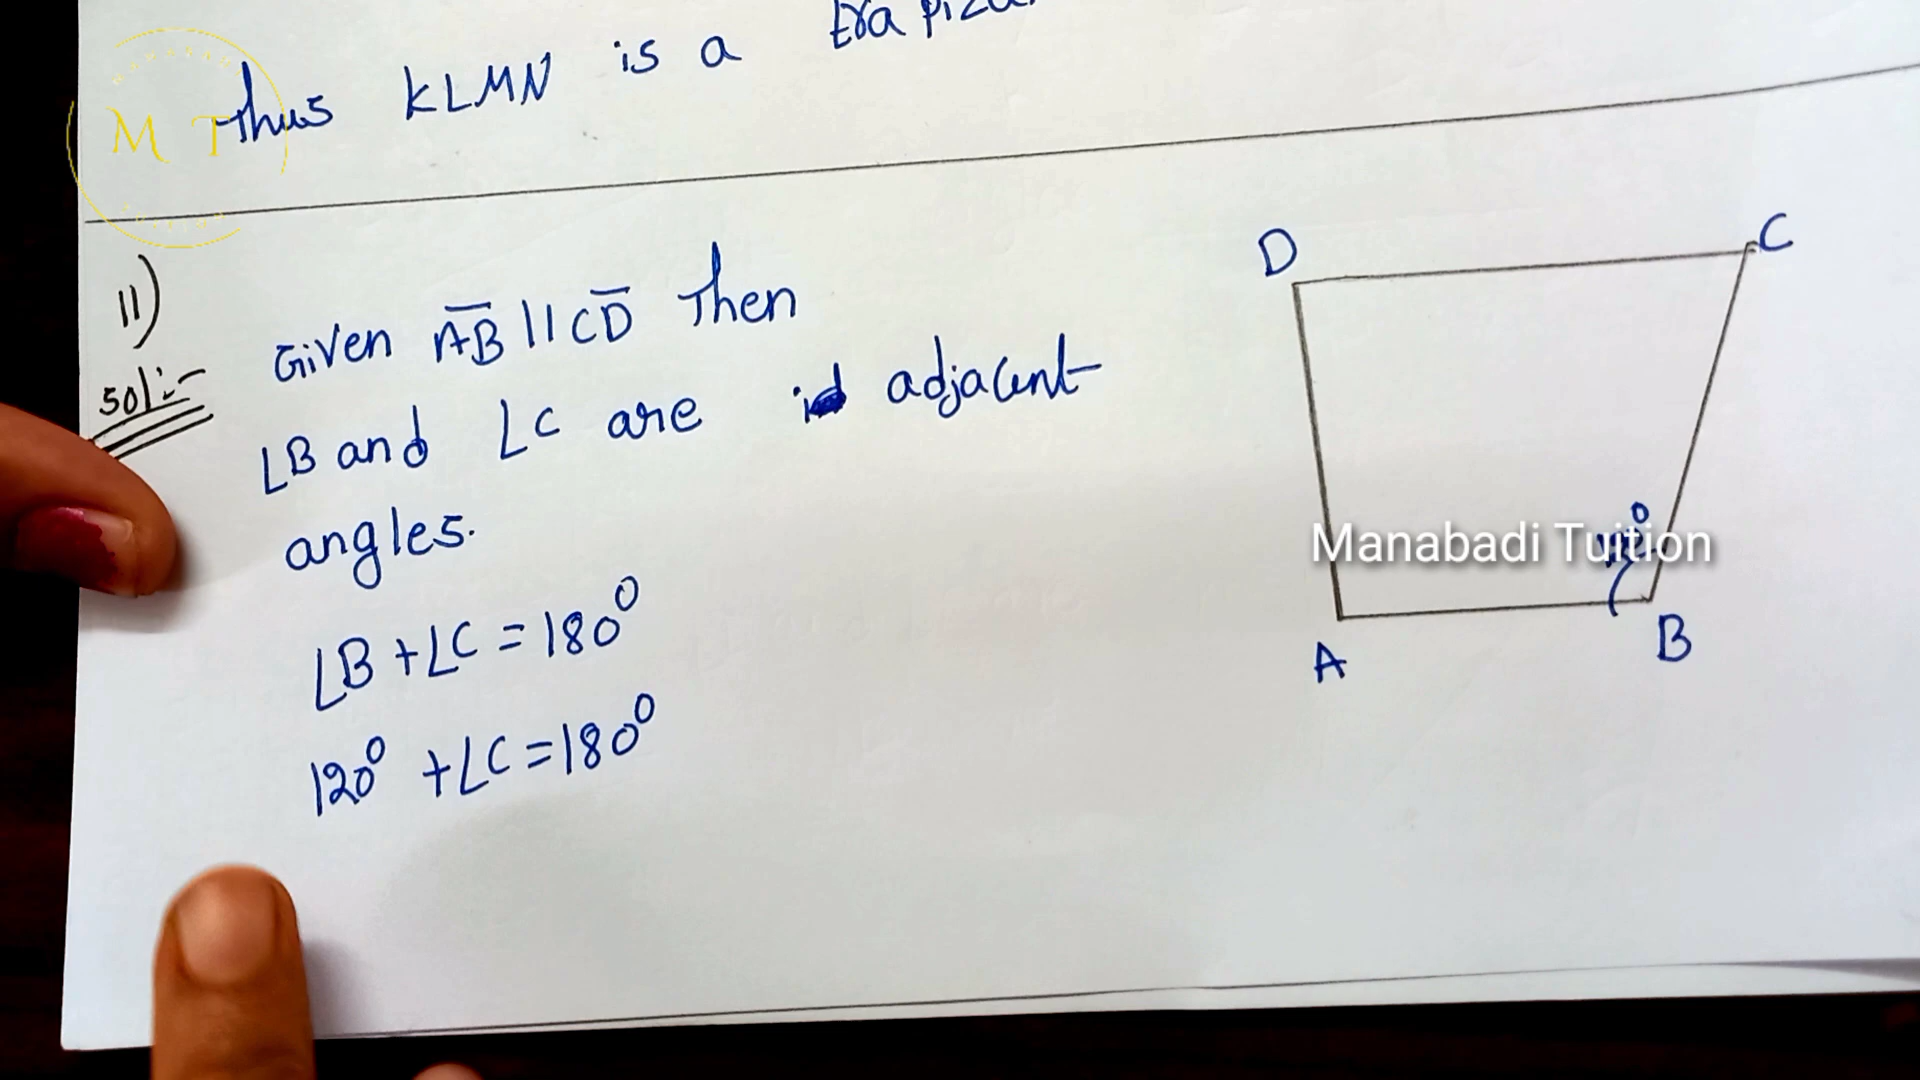 Thus KLMN is a
M T
11)
Sol:-
Given AB || CD Then
∠B and ∠C are adjacent
angles.
∠B + ∠C = 180°
120° + ∠C = 180°
D
C
Manabadi Tuition
A
B